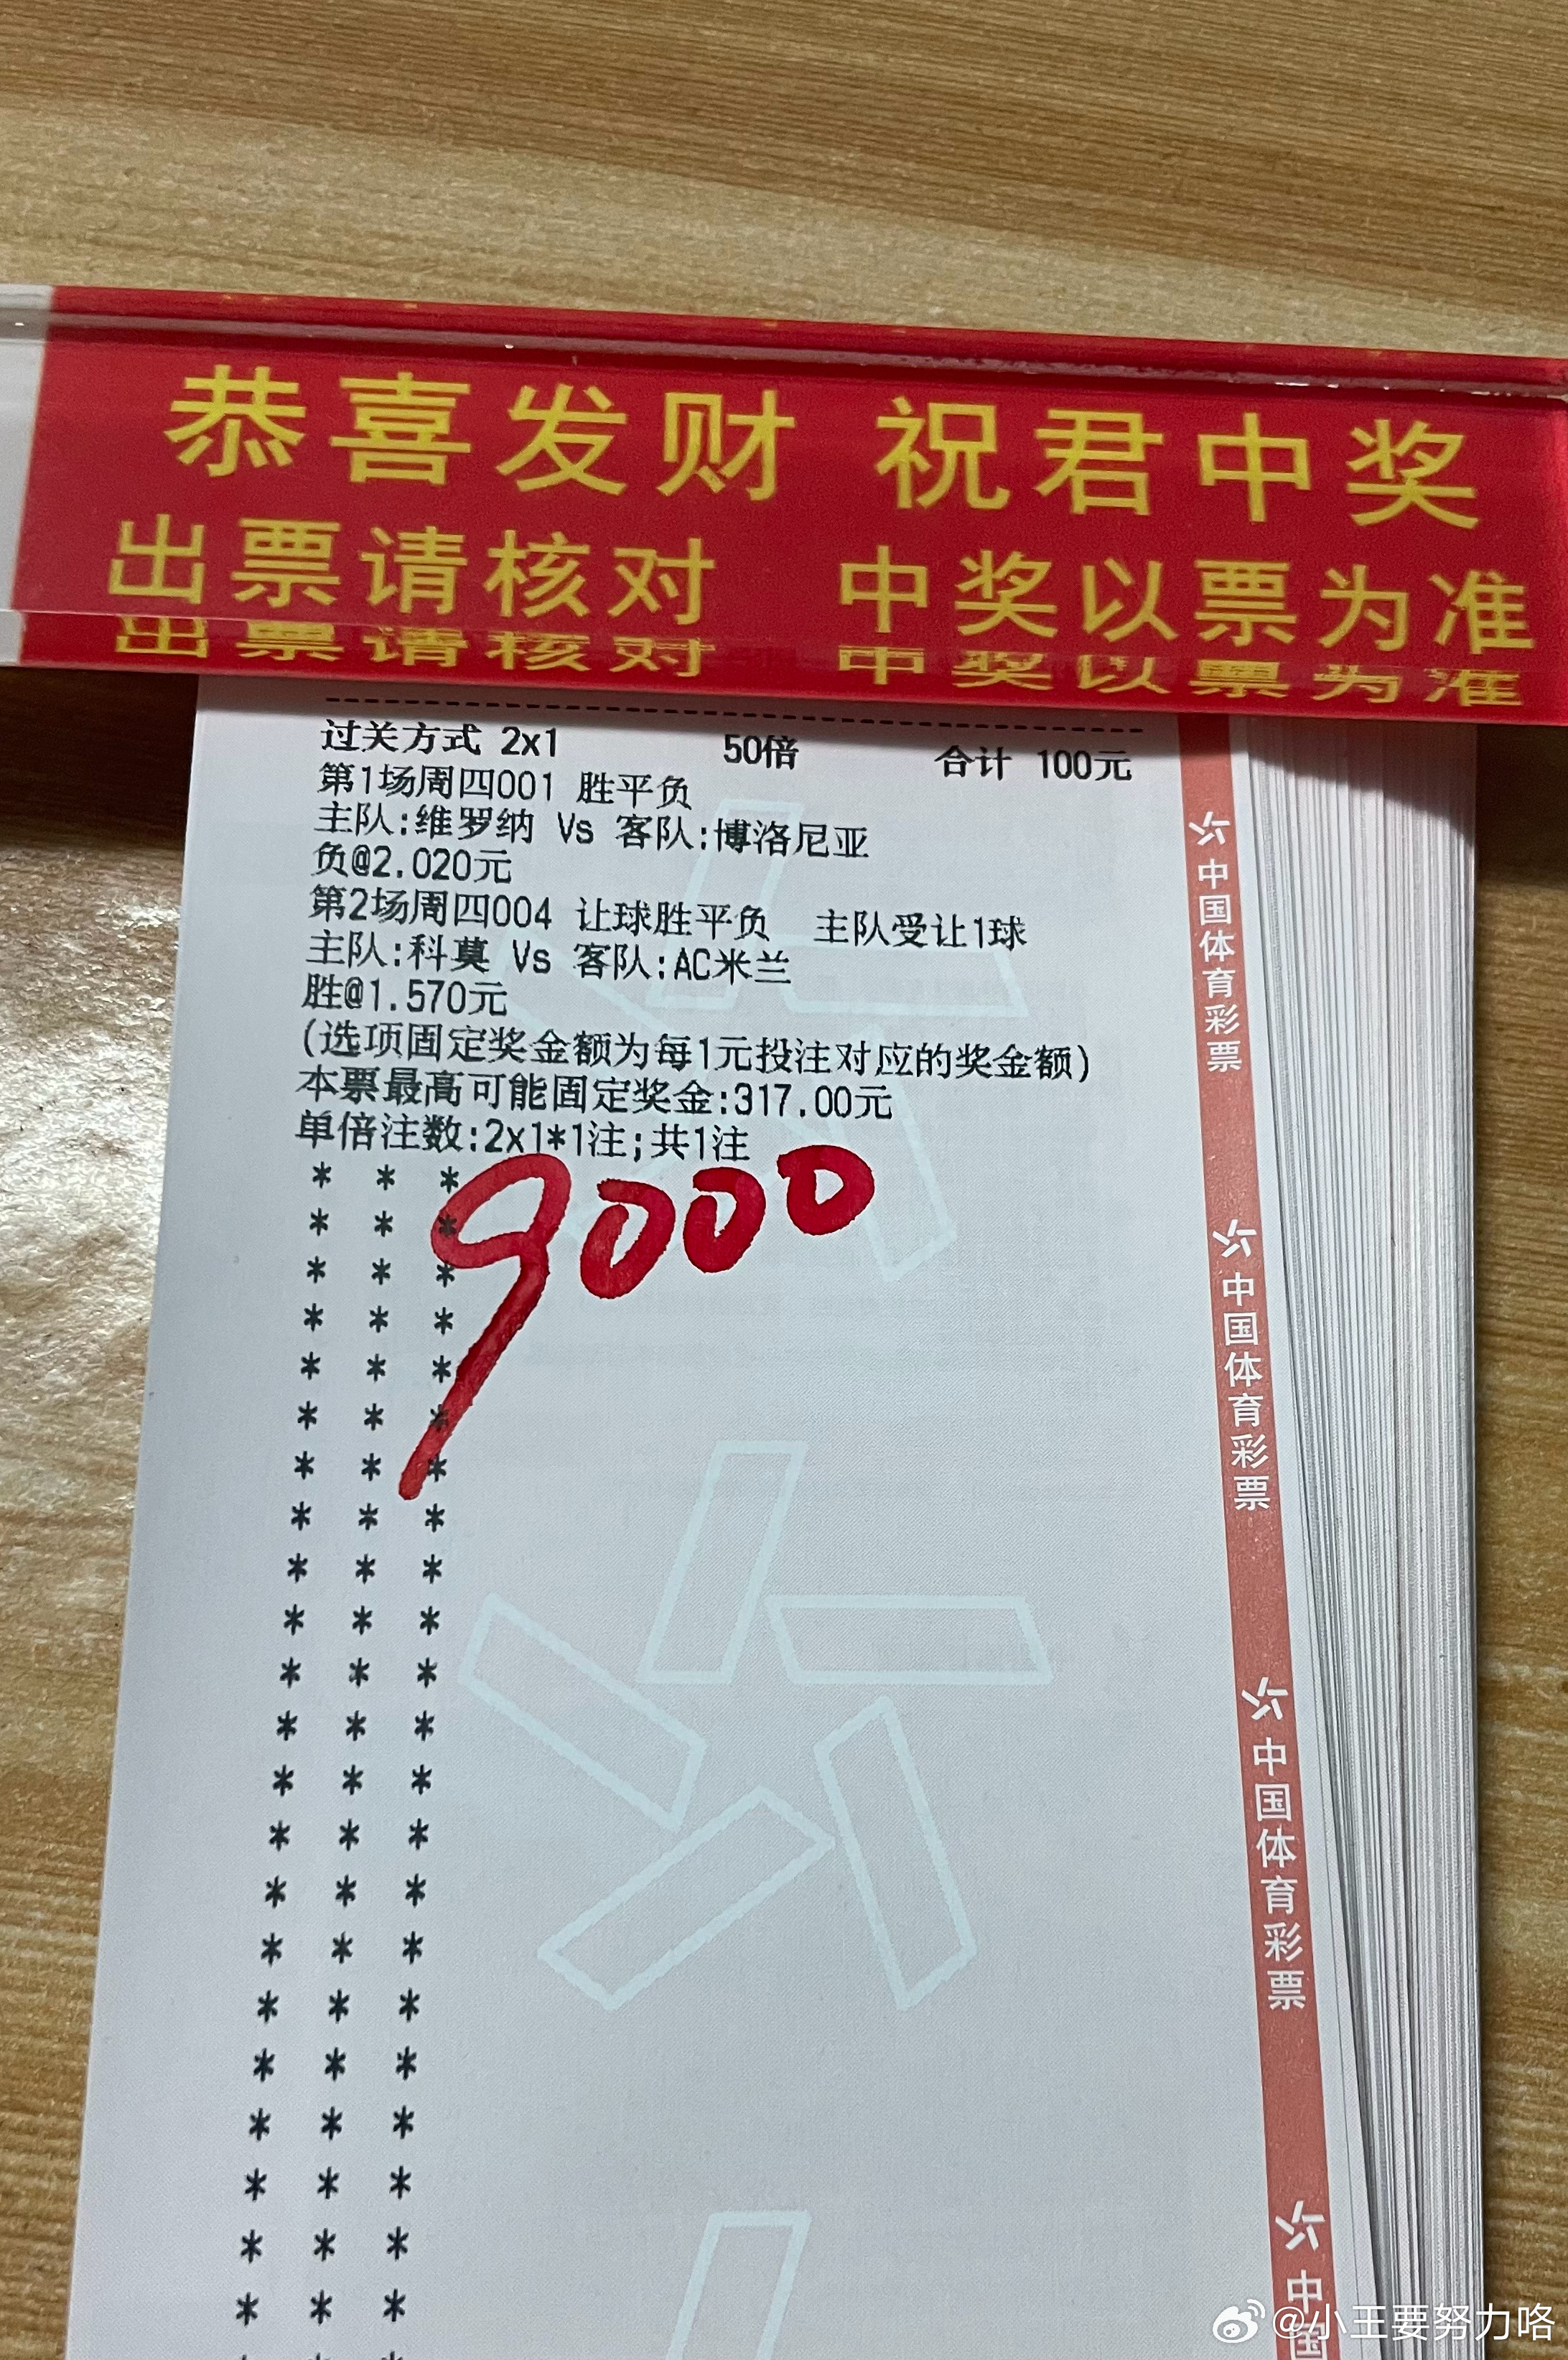 恭喜发财 祝君中奖
出票请核对 中奖以票为准
出票请核对 中奖以票为准
过关方式 2x1 50倍 合计 100元
第1场周四001 胜平负
主队:维罗纳 Vs 客队:博洛尼亚
负@2.020元
第2场周四004 让球胜平负 主队受让1球
主队:科莫 Vs 客队:AC米兰
胜@1.570元
(选项固定奖金额为每1元投注对应的奖金额)
本票最高可能固定奖金:317.00元
单倍注数:2x1*1注;共1注
9000
中国体育彩票
中国体育彩票
中国体育彩票
中国
@小王要努力咯